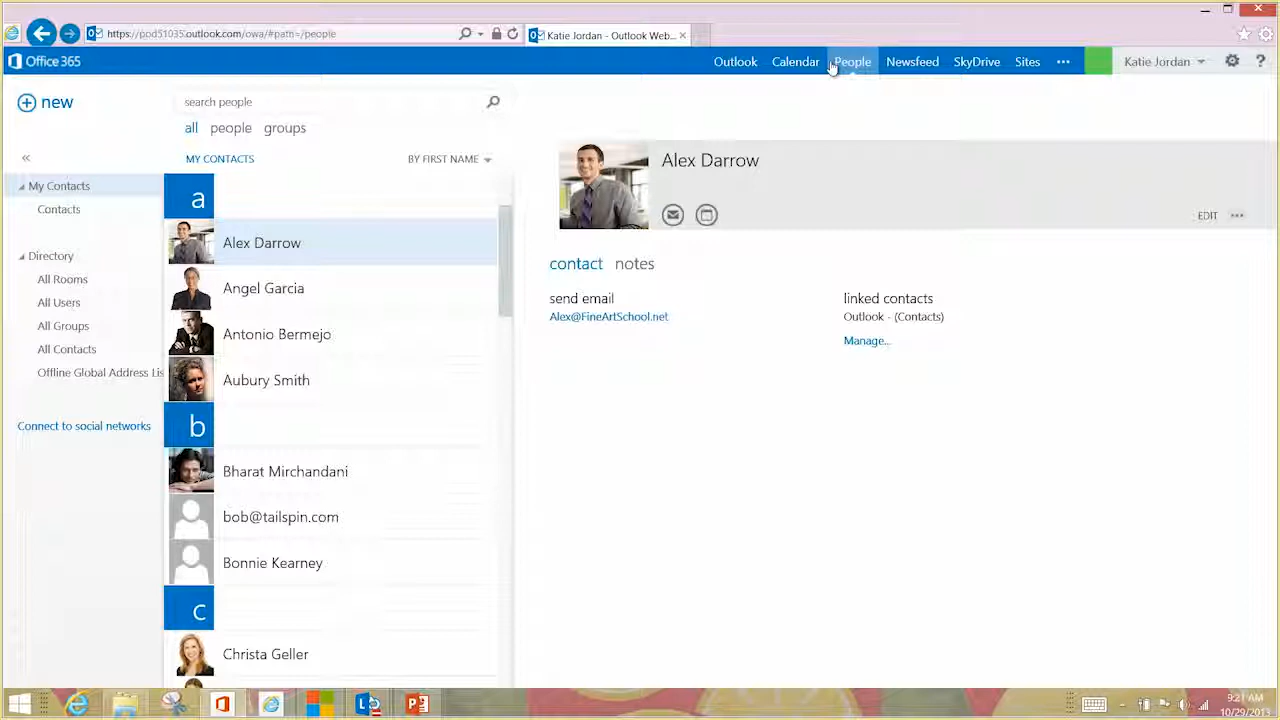 https://pod51035.outlook.com/owa/#path=/people
Katie Jordan - Outlook Web...
Office 365
Outlook
Calendar
People
Newsfeed
SkyDrive
Sites
Katie Jordan
?
new
search people
all people groups
MY CONTACTS
BY FIRST NAME
My Contacts
Contacts
Directory
All Rooms
All Users
All Groups
All Contacts
Offline Global Address Lis
Connect to social networks
a
Alex Darrow
Angel Garcia
Antonio Bermejo
Aubury Smith
b
Bharat Mirchandani
bob@tailspin.com
Bonnie Kearney
c
Christa Geller
Alex Darrow
EDIT
contact notes
send email
Alex@FineArtSchool.net
linked contacts
Outlook - (Contacts)
Manage...
9:21 AM
10/29/2013